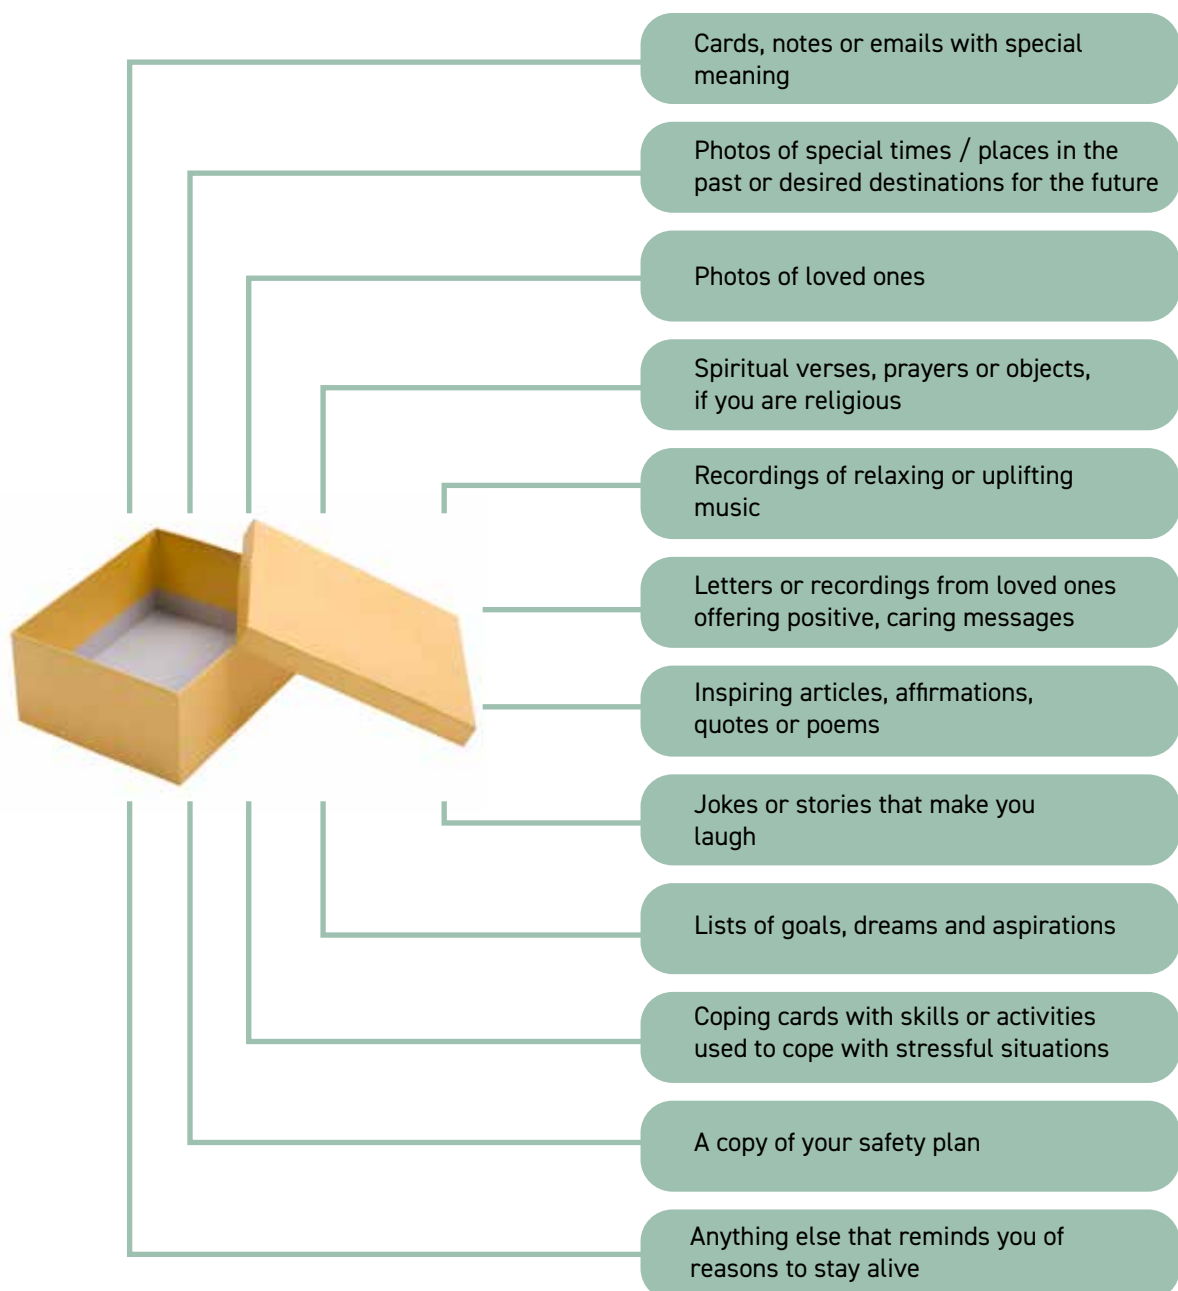 Cards, notes or emails with special
meaning
Photos of special times / places in the
past or desired destinations for the future
Photos of loved ones
Spiritual verses, prayers or objects,
if you are religious
Recordings of relaxing or uplifting
music
Letters or recordings from loved ones
offering positive, caring messages
Inspiring articles, affirmations,
quotes or poems
Jokes or stories that make you
laugh
Lists of goals, dreams and aspirations
Coping cards with skills or activities
used to cope with stressful situations
A copy of your safety plan
Anything else that reminds you of
reasons to stay alive